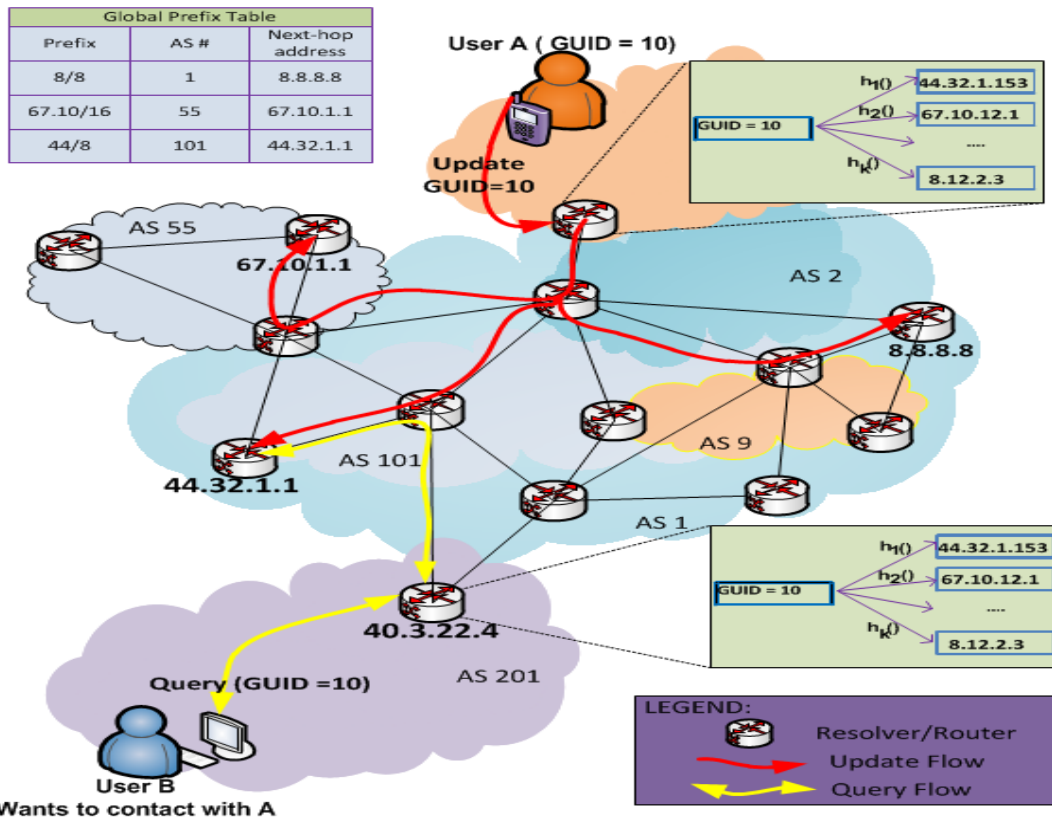 Global Prefix Table
Prefix AS # Next-hop address
8/8 1 8.8.8.8
67.10/16 55 67.10.1.1
44/8 101 44.32.1.1
User A ( GUID = 10)
Update
GUID=10
GUID = 10
h1()
h2()
hk()
44.32.1.153
67.10.12.1
....
8.12.2.3
AS 55
67.10.1.1
AS 2
8.8.8.8
AS 101
44.32.1.1
AS 9
AS 1
40.3.22.4
AS 201
GUID = 10
h1()
h2()
hk()
44.32.1.153
67.10.12.1
....
8.12.2.3
Query (GUID =10)
User B
Wants to contact with A
LEGEND:
Resolver/Router
Update Flow
Query Flow